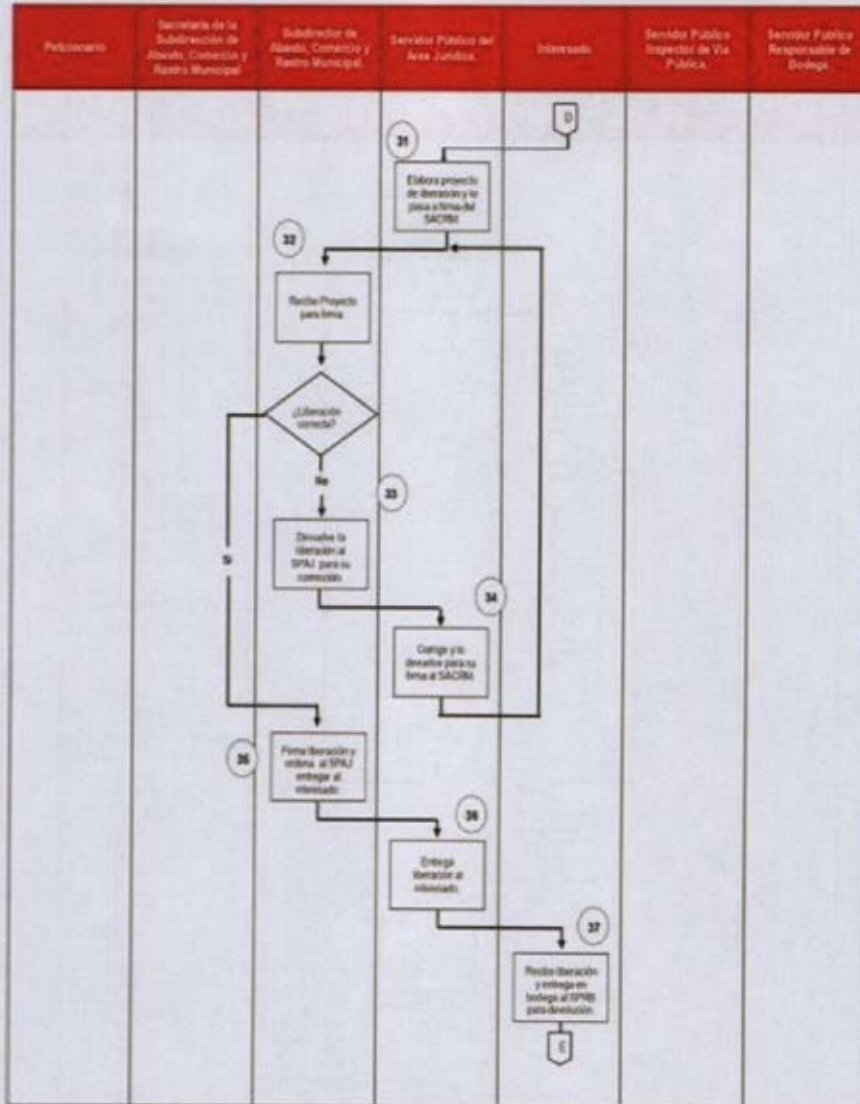 Peticionario
Secretaria de la
Subdirección de
Abasto, Comercio y
Rastro Municipal
Subdirector de
Abasto, Comercio y
Rastro Municipal.
Servidor Público del
Área Jurídica.
Interesado
Servidor Público
Inspector de Vía
Pública.
Servidor Público
Responsable de
Bodega.
D
31
Elabora proyecto
de liberación y lo
pasa a firma del
SACRM
32
Recibe Proyecto
para firma.
¿Liberación
correcta?
No
Si
33
Devuelve la
liberación al
SPAJ para su
corrección.
34
Corrige y lo
devuelve para su
firma al SACRM.
35
Firma liberación y
ordena al SPAJ
entregar al
interesado.
36
Entrega
liberación al
interesado.
37
Recibe liberación
y entrega en
bodega al SPRB
para devolución.
E